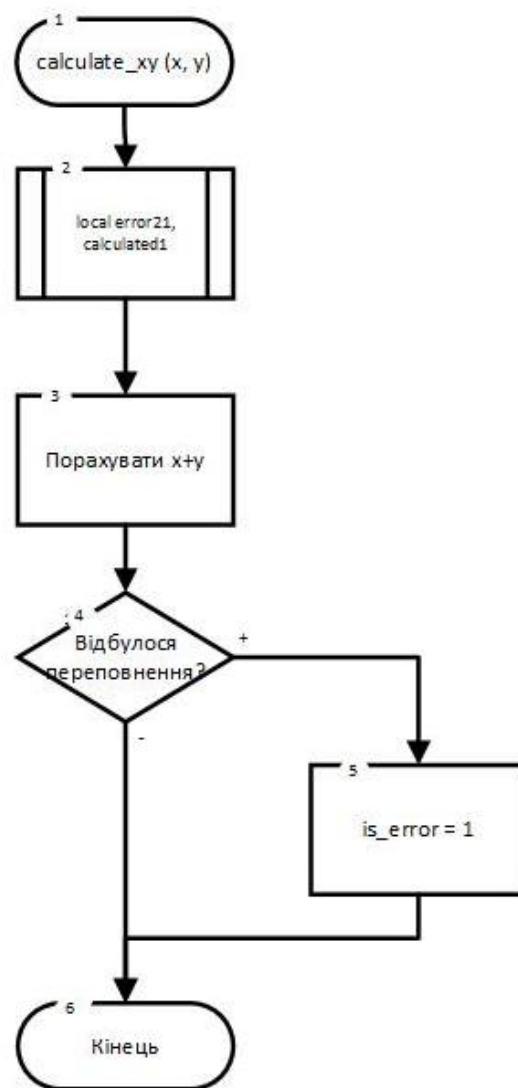 1
calculate_xy (x, y)
2
local error21,
calculated1
3
Порахувати x+y
4
Відбулося
переповнення?
+
-
5
is_error = 1
6
Кінець